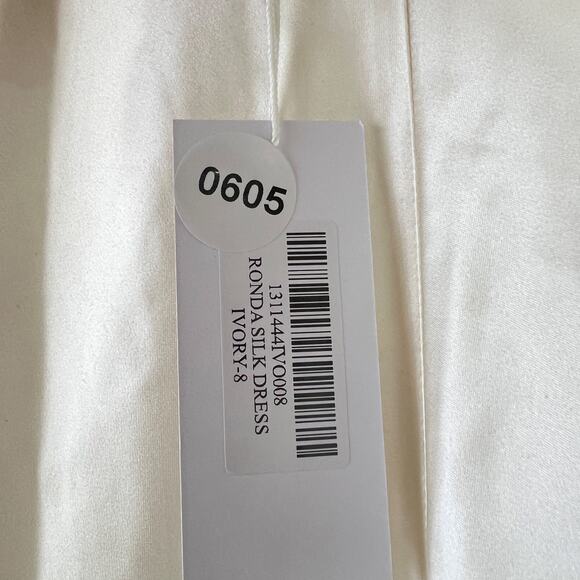 0605
1311444IVO008
RONDA SILK DRESS
IVORY-8